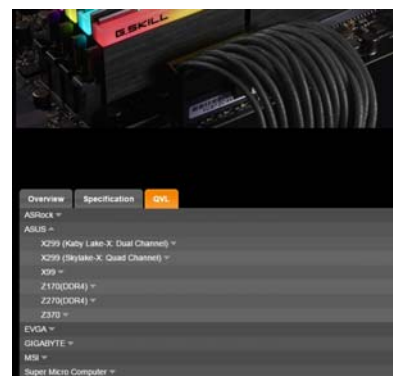 G.SKILL
Overview Specification QVL
ASRock
ASUS
X299 (Kaby Lake-X: Dual Channel)
X299 (Skylake-X: Quad Channel)
X99
Z170(DDR4)
Z270(DDR4)
Z370
EVGA
GIGABYTE
MSI
Super Micro Computer